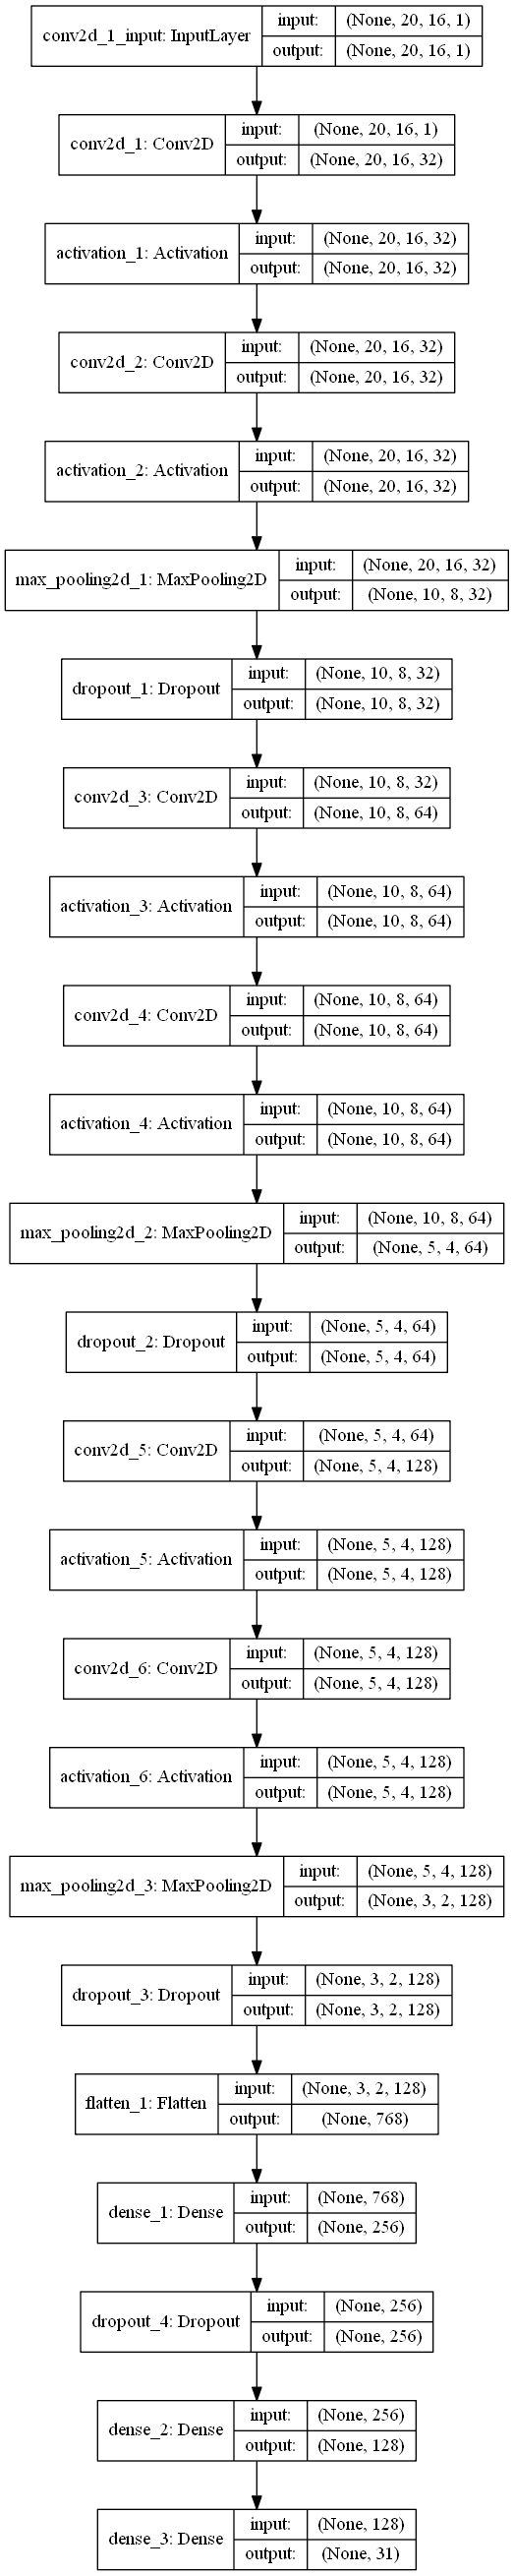 conv2d_1_input: InputLayer
input: (None, 20, 16, 1)
output: (None, 20, 16, 1)
conv2d_1: Conv2D
input: (None, 20, 16, 1)
output: (None, 20, 16, 32)
activation_1: Activation
input: (None, 20, 16, 32)
output: (None, 20, 16, 32)
conv2d_2: Conv2D
input: (None, 20, 16, 32)
output: (None, 20, 16, 32)
activation_2: Activation
input: (None, 20, 16, 32)
output: (None, 20, 16, 32)
max_pooling2d_1: MaxPooling2D
input: (None, 20, 16, 32)
output: (None, 10, 8, 32)
dropout_1: Dropout
input: (None, 10, 8, 32)
output: (None, 10, 8, 32)
conv2d_3: Conv2D
input: (None, 10, 8, 32)
output: (None, 10, 8, 64)
activation_3: Activation
input: (None, 10, 8, 64)
output: (None, 10, 8, 64)
conv2d_4: Conv2D
input: (None, 10, 8, 64)
output: (None, 10, 8, 64)
activation_4: Activation
input: (None, 10, 8, 64)
output: (None, 10, 8, 64)
max_pooling2d_2: MaxPooling2D
input: (None, 10, 8, 64)
output: (None, 5, 4, 64)
dropout_2: Dropout
input: (None, 5, 4, 64)
output: (None, 5, 4, 64)
conv2d_5: Conv2D
input: (None, 5, 4, 64)
output: (None, 5, 4, 128)
activation_5: Activation
input: (None, 5, 4, 128)
output: (None, 5, 4, 128)
conv2d_6: Conv2D
input: (None, 5, 4, 128)
output: (None, 5, 4, 128)
activation_6: Activation
input: (None, 5, 4, 128)
output: (None, 5, 4, 128)
max_pooling2d_3: MaxPooling2D
input: (None, 5, 4, 128)
output: (None, 3, 2, 128)
dropout_3: Dropout
input: (None, 3, 2, 128)
output: (None, 3, 2, 128)
flatten_1: Flatten
input: (None, 3, 2, 128)
output: (None, 768)
dense_1: Dense
input: (None, 768)
output: (None, 256)
dropout_4: Dropout
input: (None, 256)
output: (None, 256)
dense_2: Dense
input: (None, 256)
output: (None, 128)
dense_3: Dense
input: (None, 128)
output: (None, 31)